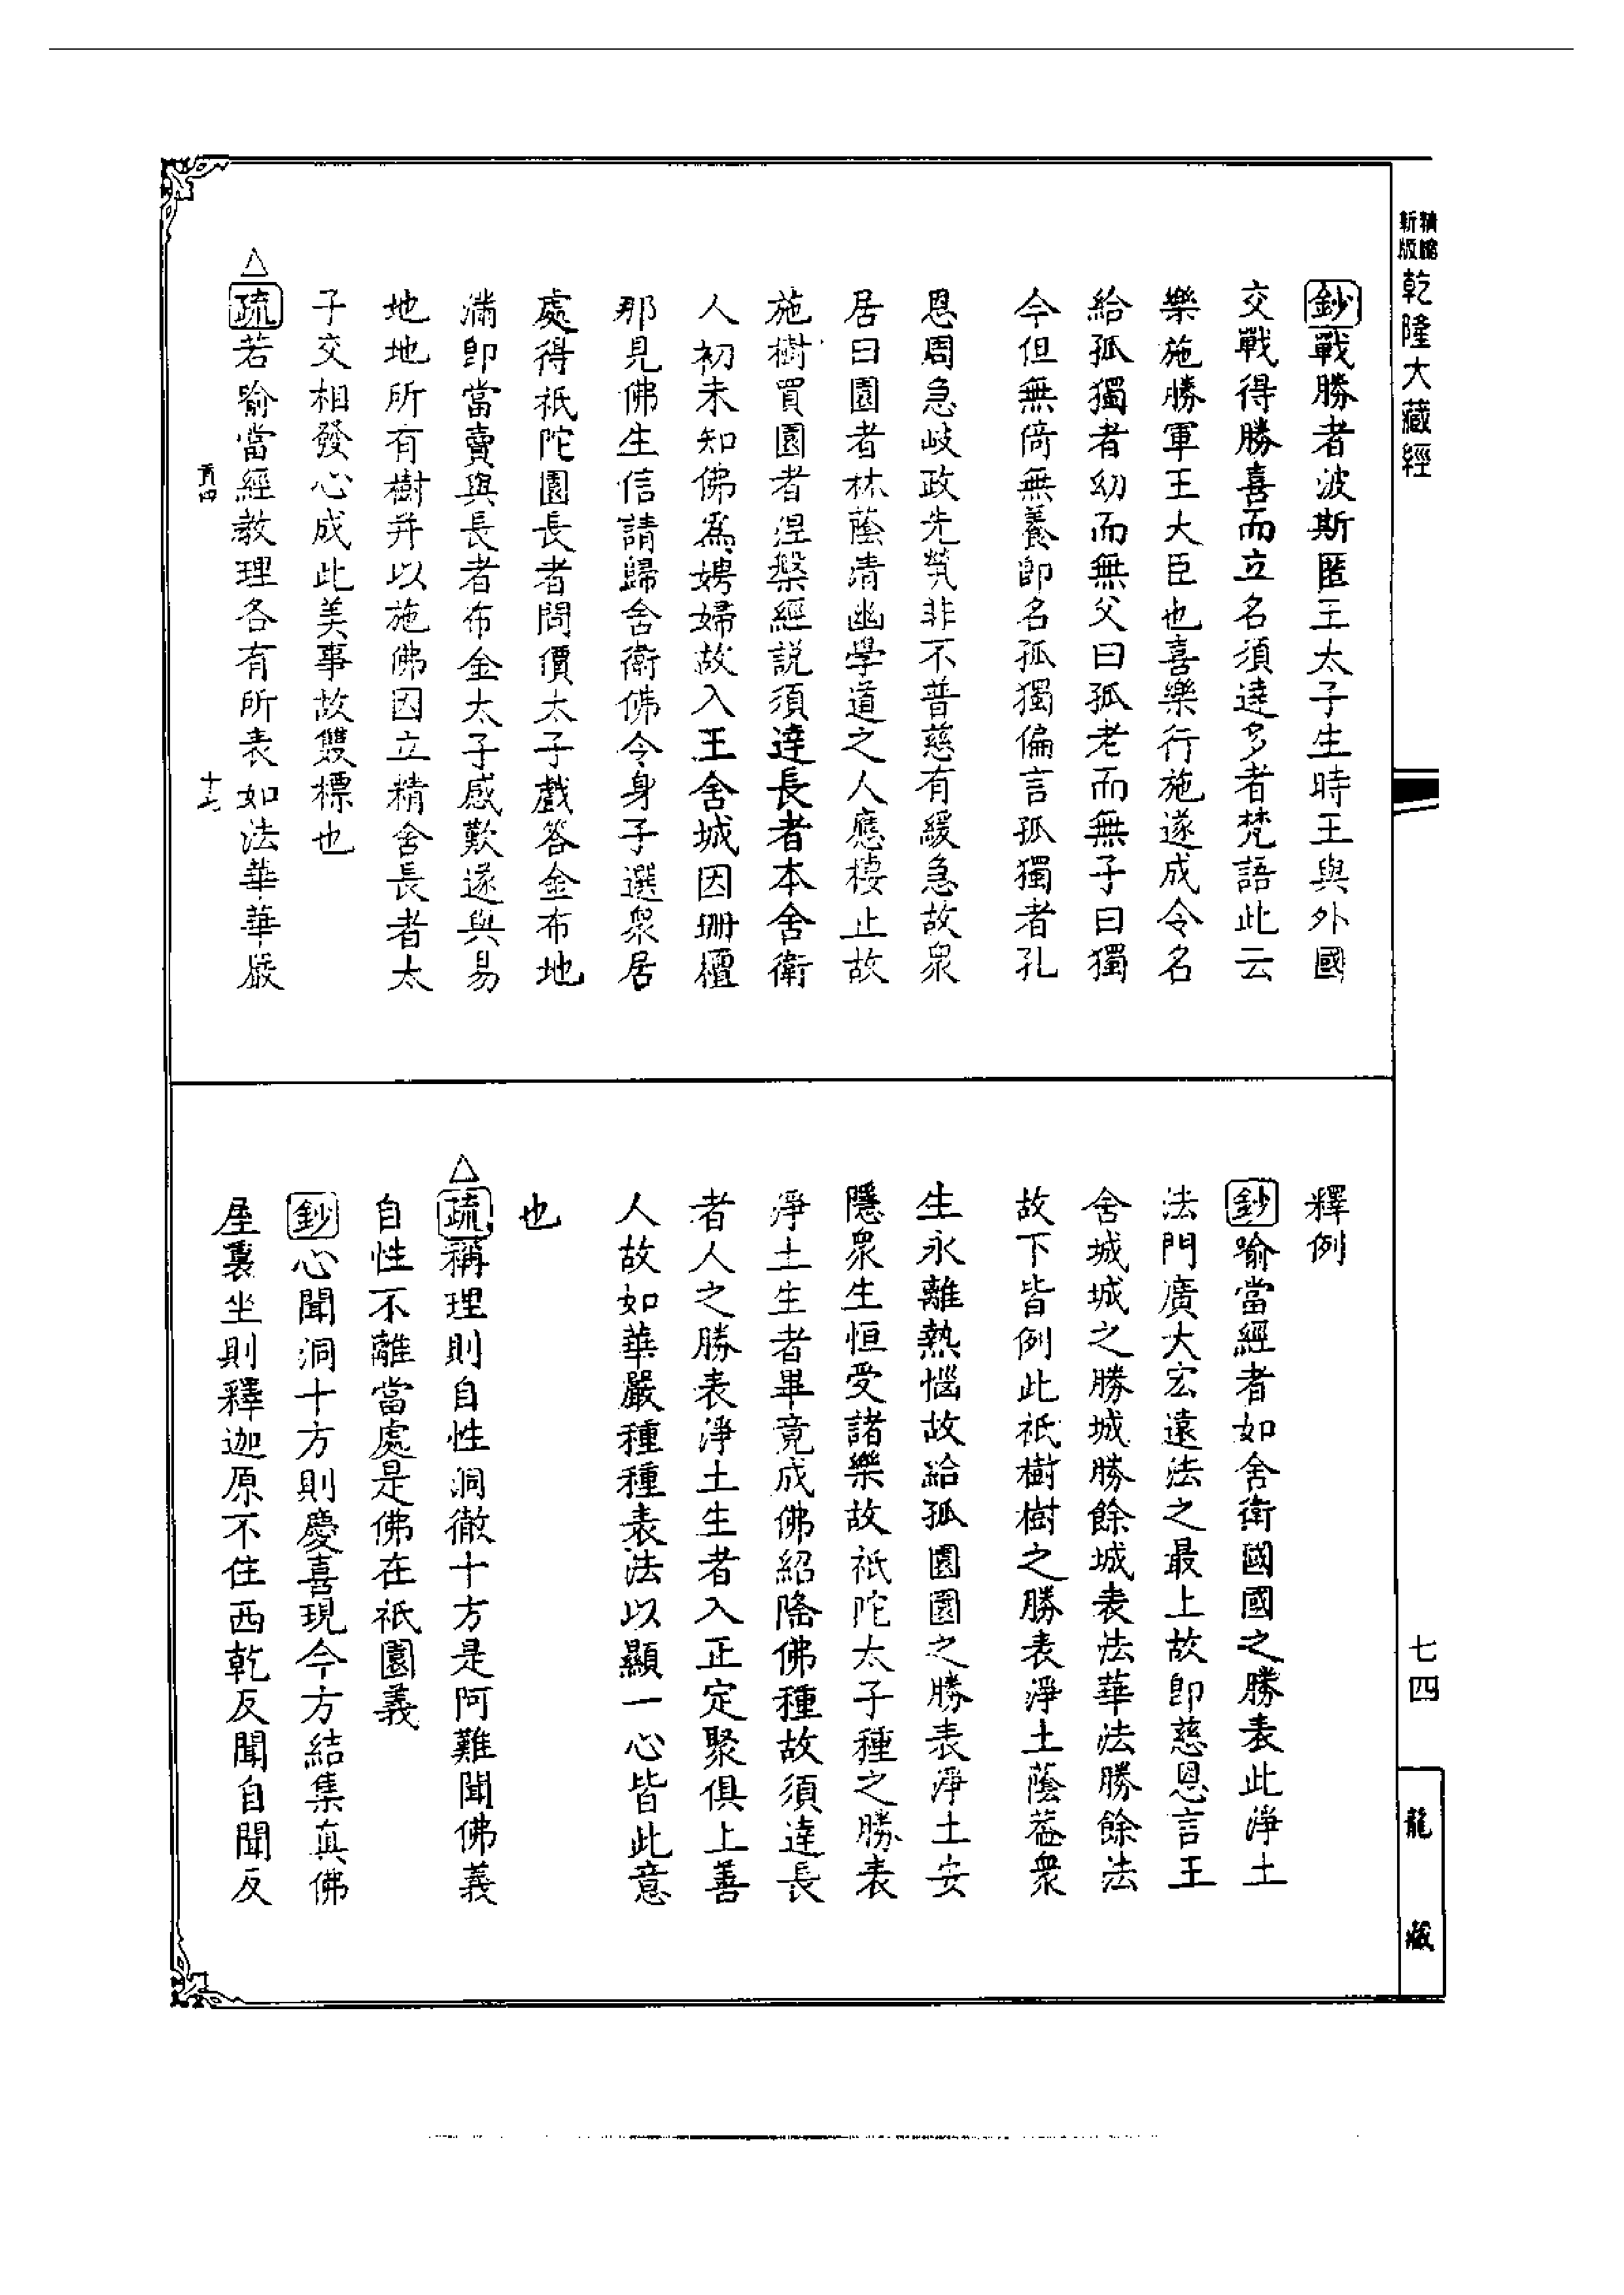 精縮新版
乾隆大藏經
鈔戰勝者波斯匿王太子生時王與外國
交戰得勝喜而立名須達多者梵語此云
樂施勝軍王大臣也喜樂行施遂成令名
給孤獨者幼而無父曰孤老而無子曰獨
今但無倚無養卽名孤獨偏言孤獨者孔
恩周急岐政先煢非不普慈有緩急故眾
居曰園者林蔭清幽學道之人應棲止故
施樹買園者涅槃經說須達長者本舍衛
人初未知佛為娉婦故入王舍城因珊檀
那見佛生信請歸舍衛佛令身子選眾居
處得祇陀園長者問價太子戲答金布地
滿卽當賣與長者布金太子感歎遂與易
地地所有樹并以施佛因立精舍長者太
子交相發心成此美事故雙標也
△疏若喻當經教理各有所表如法華華嚴
十七
釋例
鈔喻當經者如舍衛國國之勝表此淨土
法門廣大宏遠法之最上故卽慈恩言王
舍城城之勝城勝餘城表法華法勝餘法
故下皆例此祇樹樹之勝表淨土蔭葢眾
生永離熱惱故給孤園園之勝表淨土安
隱眾生恒受諸樂故祇陀太子種之勝表
淨土生者畢竟成佛紹隆佛種故須達長
者人之勝表淨土生者入正定聚俱上善
人故如華嚴種種表法以顯一心皆此意
也
△疏稱理則自性洞徹十方是阿難聞佛義
自性不離當處是佛在祇園義
鈔心聞洞十方則慶喜現今方結集真佛
屋裏坐則釋迦原不住西乾反聞自聞反
七四
龍藏